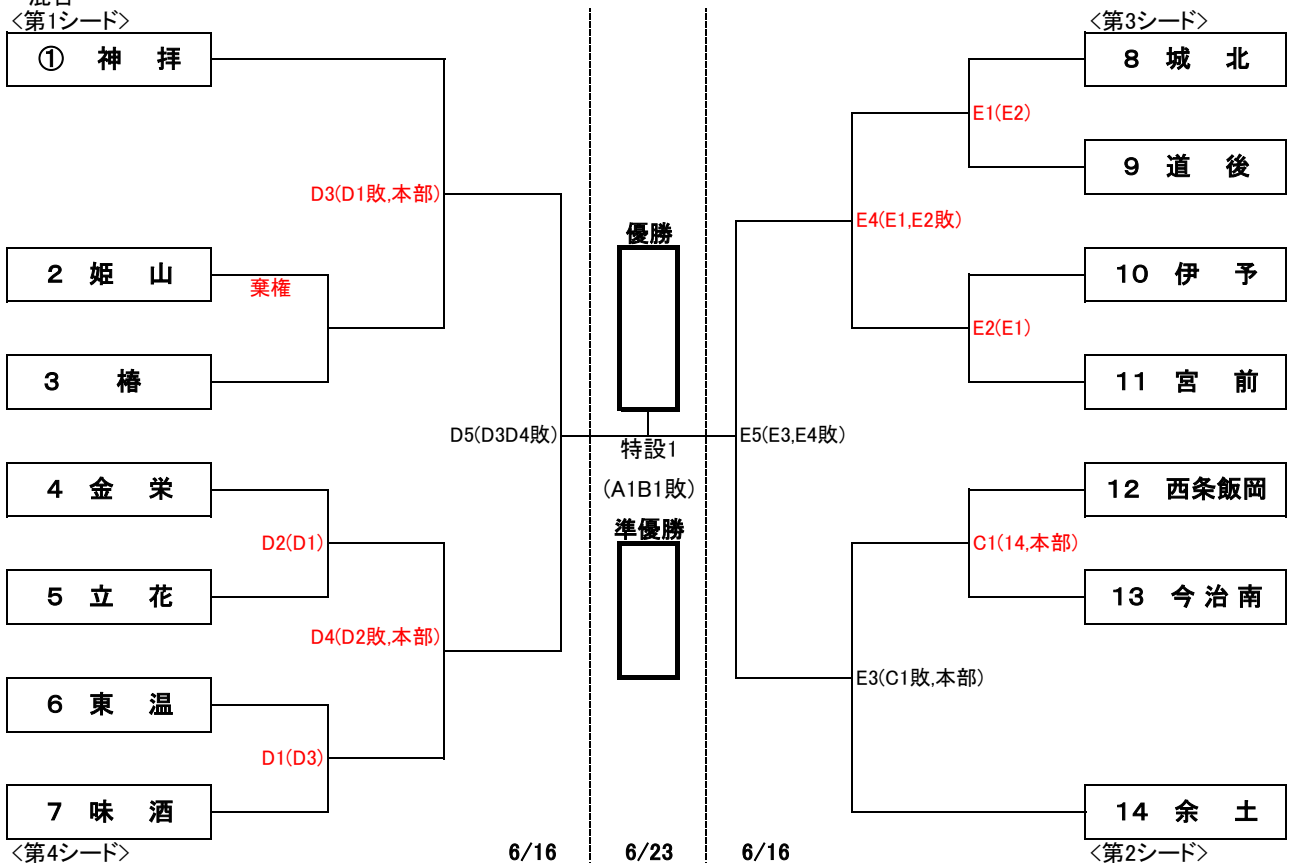 混合
<第1シード>
① 神 拝
D3(D1敗,本部)
2 姫 山
棄権
3 椿
D5(D3D4敗)
4 金 栄
D2(D1)
5 立 花
D4(D2敗,本部)
6 東 温
D1(D3)
7 味 酒
<第4シード>
6/16
優勝
特設1
(A1B1敗)
準優勝
6/23
<第3シード>
8 城 北
E1(E2)
9 道 後
E4(E1,E2敗)
10 伊 予
E2(E1)
11 宮 前
E5(E3,E4敗)
12 西条飯岡
C1(14,本部)
13 今 治 南
E3(C1敗,本部)
14 余 土
6/16
<第2シード>